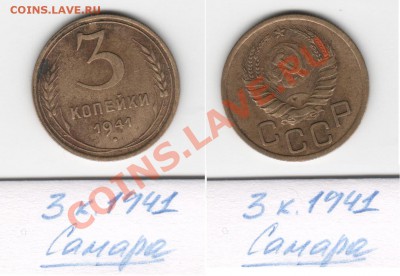 COINS.LAVE.RU
3
КОПЕЙКИ
1941
СССР
COINS.LAVE.RU
3 к. 1941
Самара
3 к. 1941
Самара